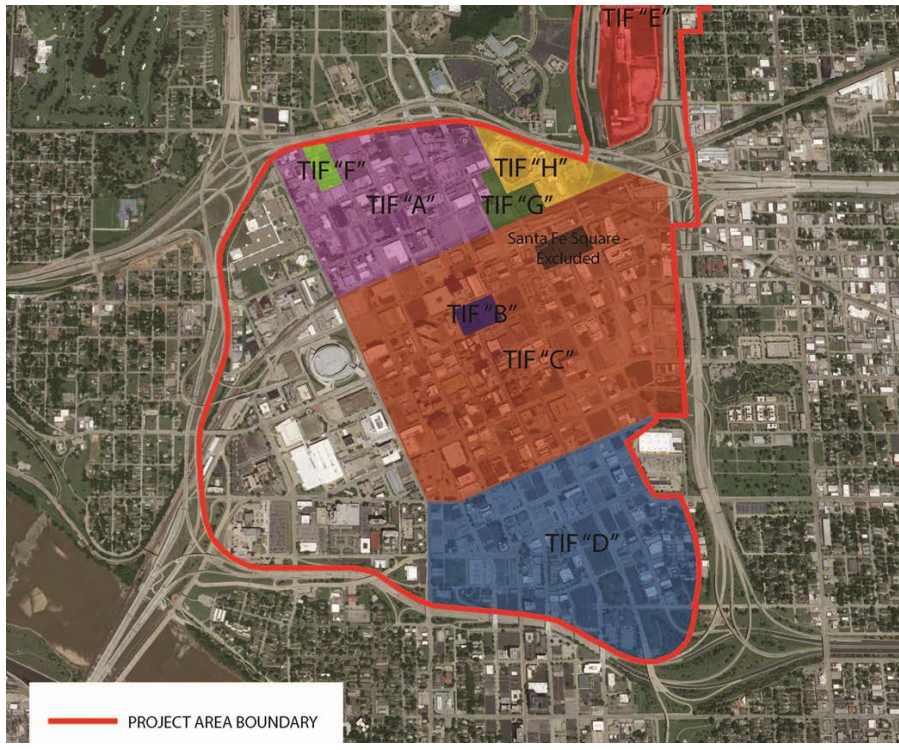 TIF "E"
TIF "F"
TIF "H"
TIF "A"
TIF "G"
Santa Fe Square -
Excluded
TIF "B"
TIF "C"
TIF "D"
PROJECT AREA BOUNDARY